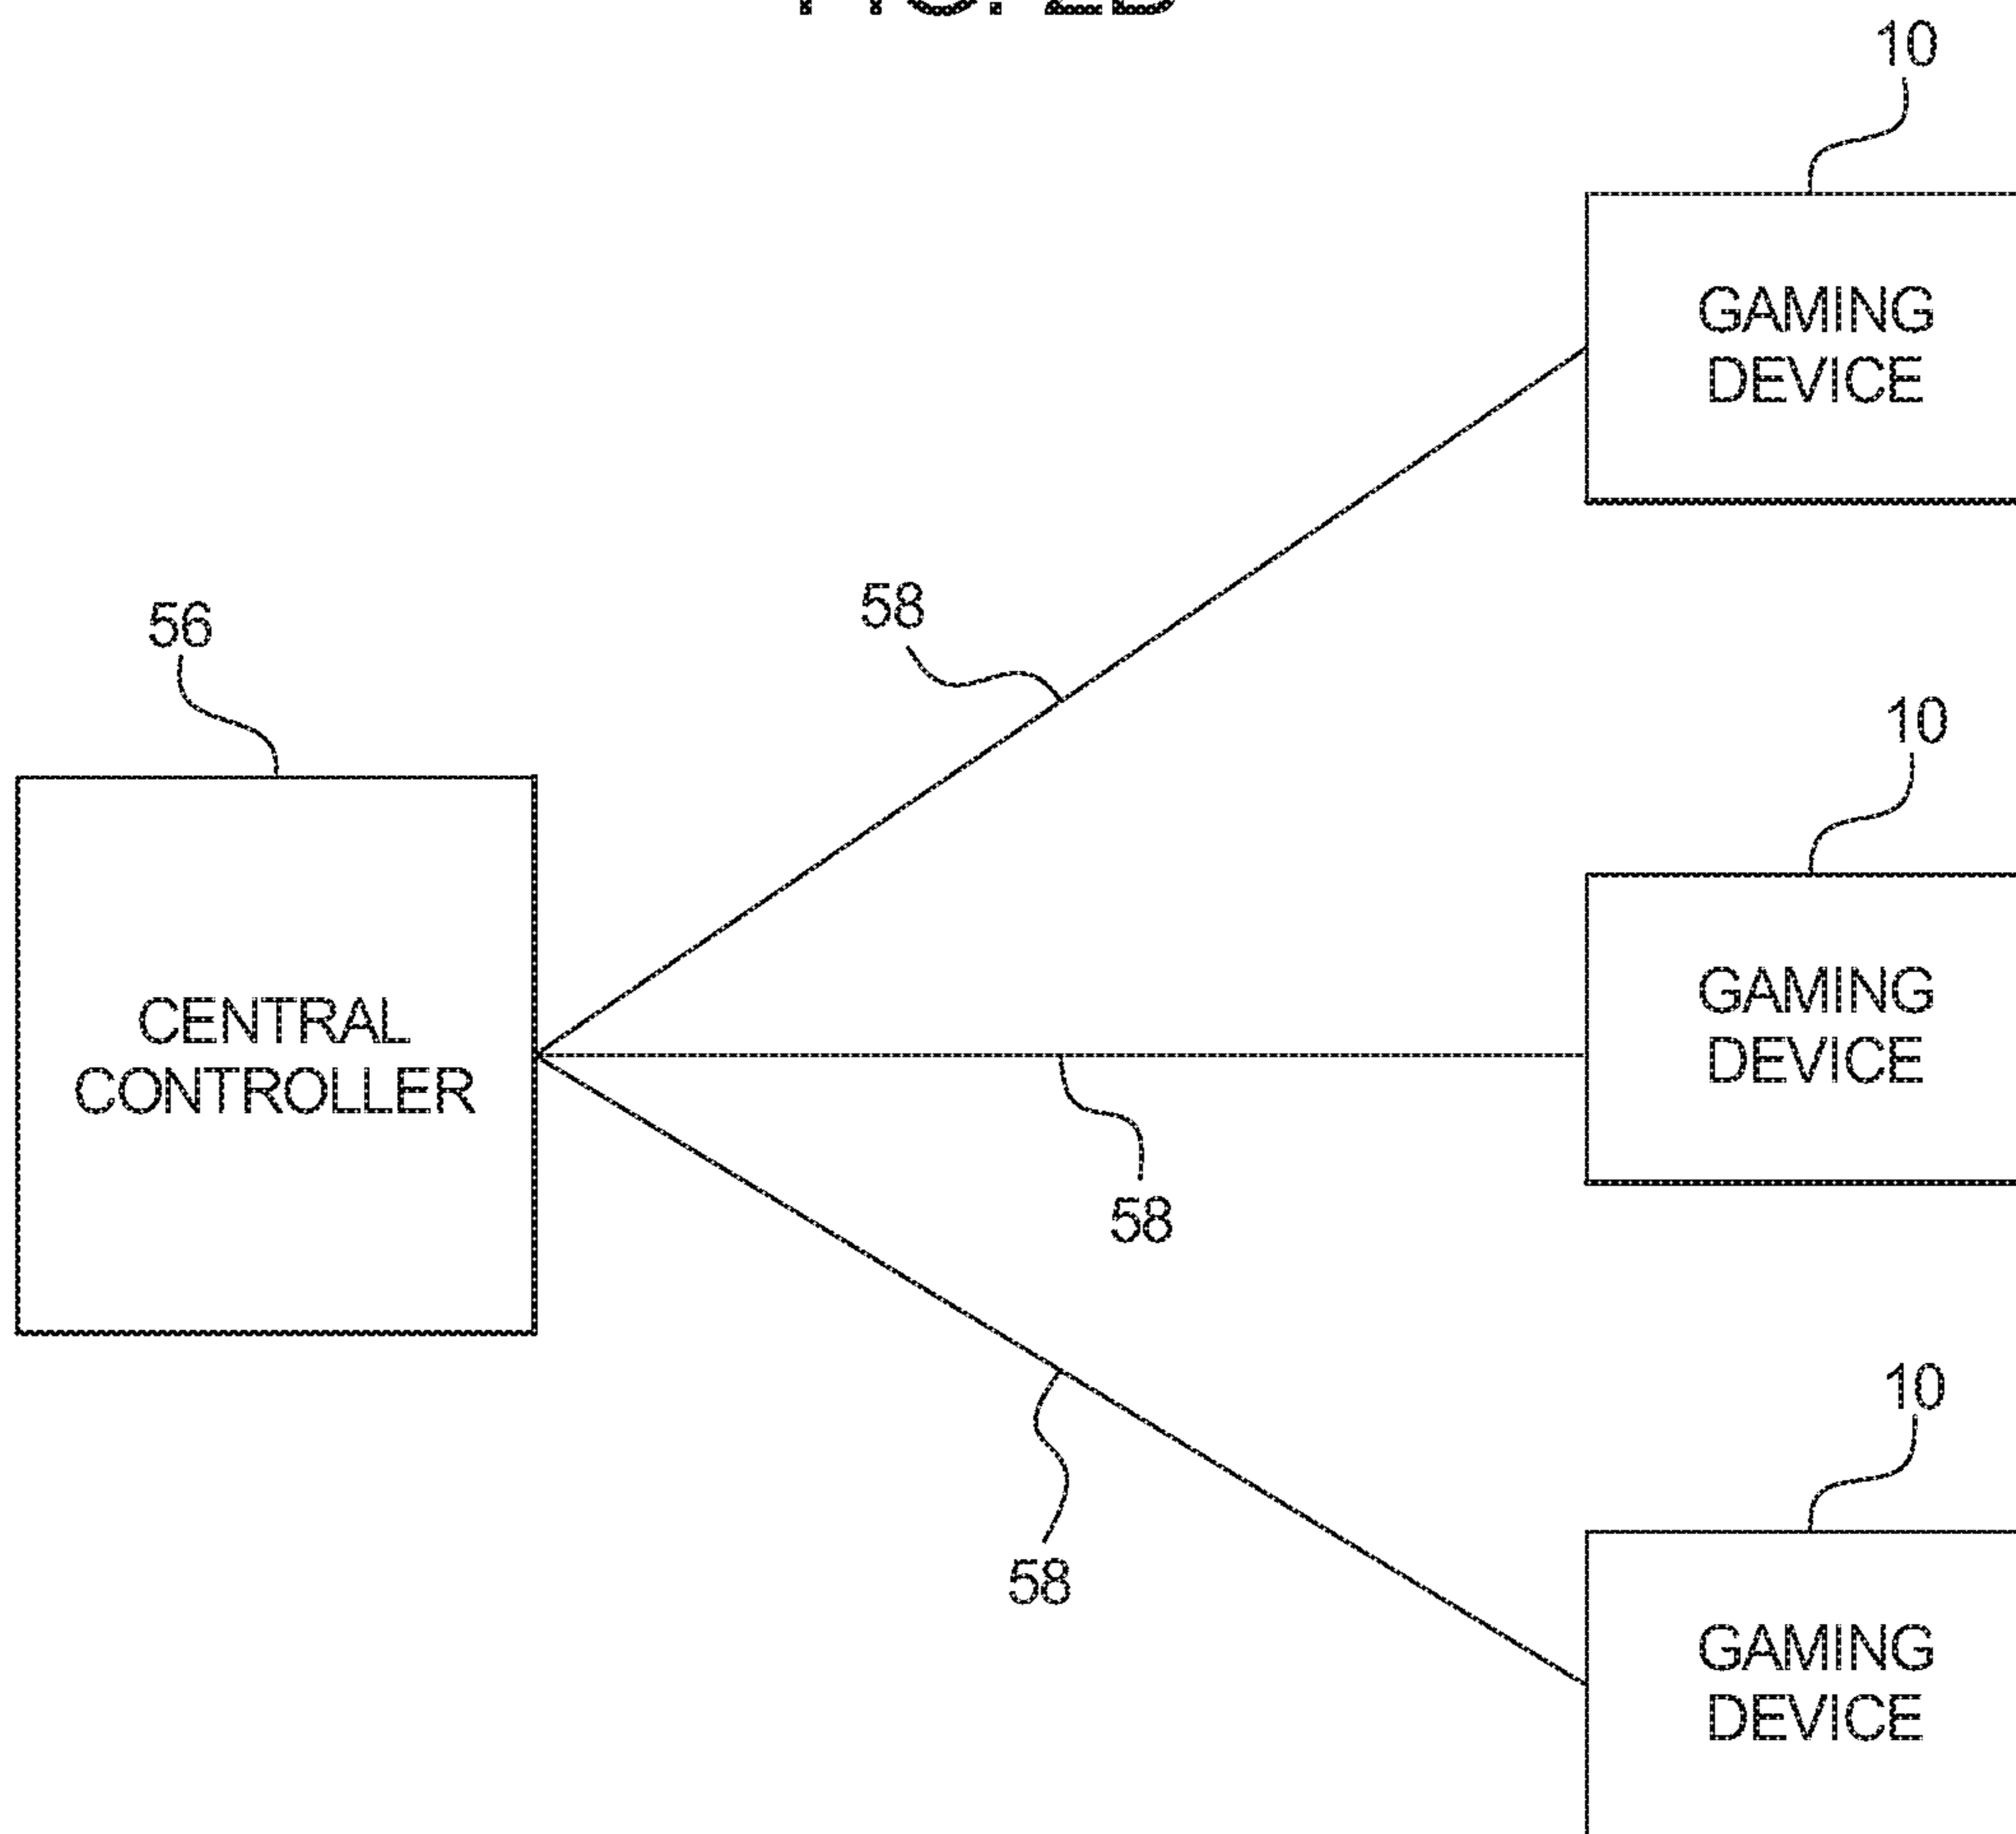 10
GAMING
DEVICE
58
56
10
CENTRAL
CONTROLLER
GAMING
DEVICE
58
10
58
GAMING
DEVICE